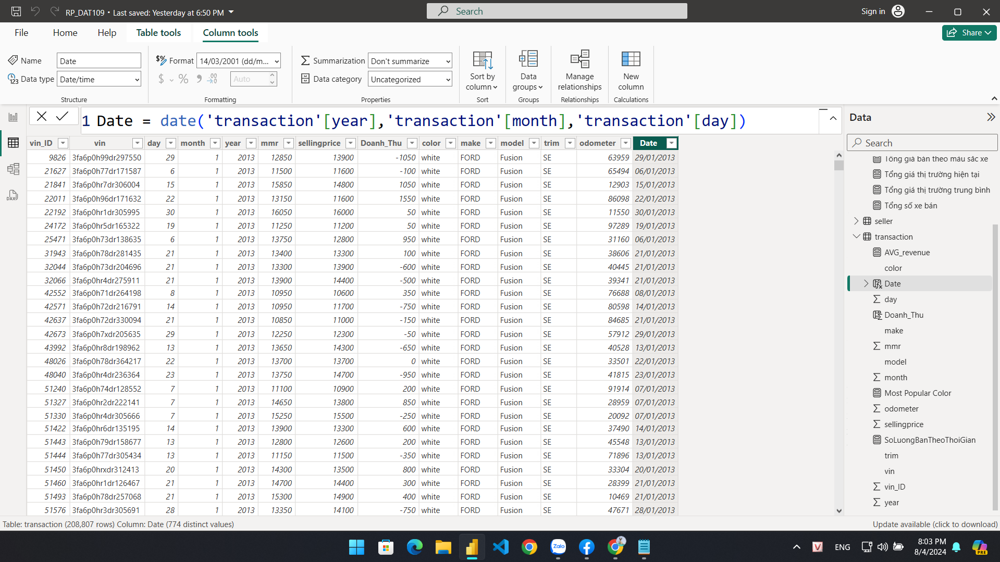 RP_DAT109 • Last saved: Yesterday at 6:50 PM
Search
Sign in
File Home Help Table tools Column tools
Share
Name Date
Format 14/03/2001 (dd/m...
Summarization Don't summarize
Data type Date/time
$ % 9 .00 Auto
Data category Uncategorized
Sort by column
Data groups
Manage relationships
New column
Structure Formatting Properties Sort Groups Relationships Calculations
1 Date = date('transaction'[year],'transaction'[month],'transaction'[day])
vin_ID vin day month year mmr sellingprice Doanh_Thu color make model trim odometer Date
9826 3fa6p0h99dr297550 29 1 2013 12850 13900 -1050 white FORD Fusion SE 63959 29/01/2013
21627 3fa6p0h77dr171587 6 1 2013 11500 11600 -100 white FORD Fusion SE 65494 06/01/2013
21841 3fa6p0hr7dr306004 15 1 2013 15850 14800 1050 white FORD Fusion SE 12903 15/01/2013
22011 3fa6p0h96dr171632 22 1 2013 13150 11600 1550 white FORD Fusion SE 86098 22/01/2013
22192 3fa6p0hr1dr305995 30 1 2013 16050 16000 50 white FORD Fusion SE 11550 30/01/2013
24172 3fa6p0hr5dr165322 19 1 2013 11250 11200 50 white FORD Fusion SE 97289 19/01/2013
25471 3fa6p0h73dr138635 6 1 2013 13750 12800 950 white FORD Fusion SE 31160 06/01/2013
31943 3fa6p0h78dr281435 21 1 2013 13400 13300 100 white FORD Fusion SE 38606 21/01/2013
32044 3fa6p0h73dr204696 21 1 2013 13300 13900 -600 white FORD Fusion SE 40445 21/01/2013
32066 3fa6p0hr4dr275911 21 1 2013 13900 14400 -500 white FORD Fusion SE 39341 21/01/2013
42552 3fa6p0h71dr264198 8 1 2013 10950 10600 350 white FORD Fusion SE 76688 08/01/2013
42571 3fa6p0h72dr216791 14 1 2013 10950 11700 -750 white FORD Fusion SE 80598 14/01/2013
42637 3fa6p0h72dr330094 21 1 2013 10850 11000 -150 white FORD Fusion SE 84685 21/01/2013
42673 3fa6p0h7xdr205635 29 1 2013 12250 12300 -50 white FORD Fusion SE 57912 29/01/2013
43992 3fa6p0hr8dr198962 13 1 2013 13650 14300 -650 white FORD Fusion SE 40528 13/01/2013
48026 3fa6p0h78dr364217 22 1 2013 13700 13700 0 white FORD Fusion SE 33501 22/01/2013
48040 3fa6p0hr4dr236364 23 1 2013 13750 14700 -950 white FORD Fusion SE 41815 23/01/2013
51240 3fa6p0h74dr128552 7 1 2013 11100 10900 200 white FORD Fusion SE 91914 07/01/2013
51327 3fa6p0hr2dr222141 7 1 2013 14650 13800 850 white FORD Fusion SE 28959 07/01/2013
51330 3fa6p0hr4dr305666 7 1 2013 15250 15500 -250 white FORD Fusion SE 20092 07/01/2013
51422 3fa6p0hr6dr135195 14 1 2013 13900 13300 600 white FORD Fusion SE 37490 14/01/2013
51443 3fa6p0h79dr158677 13 1 2013 12800 12600 200 white FORD Fusion SE 45548 13/01/2013
51444 3fa6p0h77dr305434 13 1 2013 11150 11500 -350 white FORD Fusion SE 71896 13/01/2013
51450 3fa6p0hrxdr312413 20 1 2013 14300 13500 800 white FORD Fusion SE 33304 20/01/2013
51460 3fa6p0hr1dr126467 21 1 2013 14700 14400 300 white FORD Fusion SE 28399 21/01/2013
51493 3fa6p0h78dr257068 21 1 2013 15300 14900 400 white FORD Fusion SE 10469 21/01/2013
51576 3fa6p0hr3dr305691 28 1 2013 13350 14100 -750 white FORD Fusion SE 47671 28/01/2013
Data
Search
Tổng giá bán theo màu sắc xe
Tổng giá thị trường hiện tại
Tổng giá thị trường trung bình
Tổng số xe bán
seller
transaction
AVG_revenue
color
Date
day
Doanh_Thu
make
mmr
model
month
Most Popular Color
odometer
sellingprice
SoLuongBanTheoThoiGian
trim
vin
vin_ID
year
Table: transaction (208,807 rows) Column: Date (774 distinct values)
Update available (click to download)
Zalo
V
ENG
8:03 PM
8/4/2024
PRE